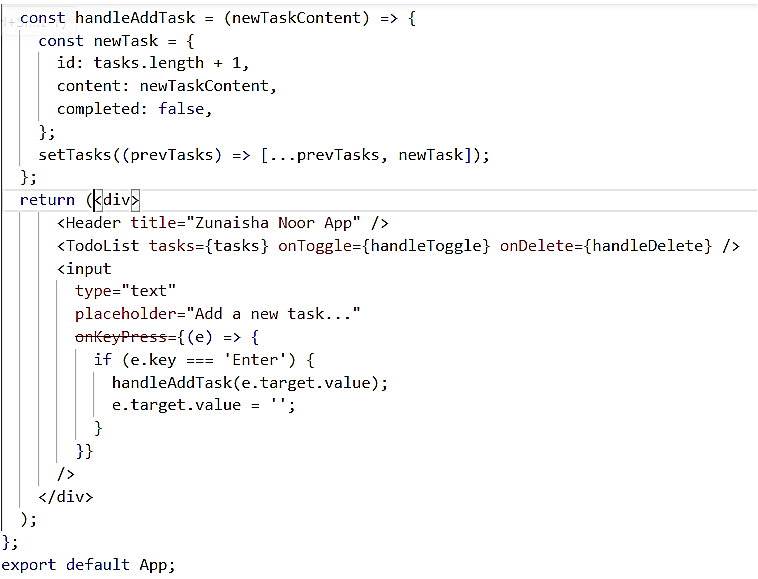 const handleAddTask = (newTaskContent) => {
const newTask = {
id: tasks.length + 1,
content: newTaskContent,
completed: false,
};
setTasks((prevTasks) => [...prevTasks, newTask]);
};
return (<div>
<Header title="Zunaisha Noor App" />
<TodoList tasks={tasks} onToggle={handleToggle} onDelete={handleDelete} />
<input
type="text"
placeholder="Add a new task..."
onKeyPress={(e) => {
if (e.key === 'Enter') {
handleAddTask(e.target.value);
e.target.value = '';
}
}}
/>
</div>
);
};
export default App;